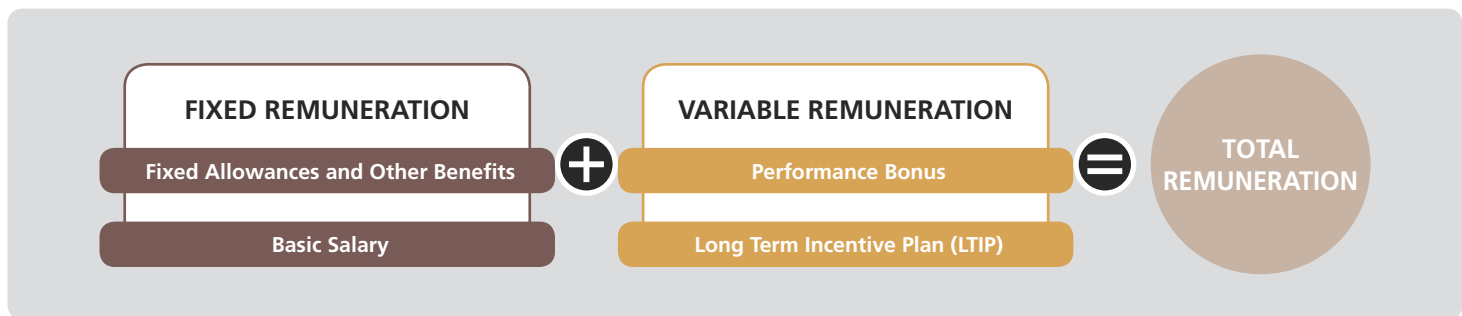 FIXED REMUNERATION
Fixed Allowances and Other Benefits
Basic Salary
+
VARIABLE REMUNERATION
Performance Bonus
Long Term Incentive Plan (LTIP)
=
TOTAL
REMUNERATION